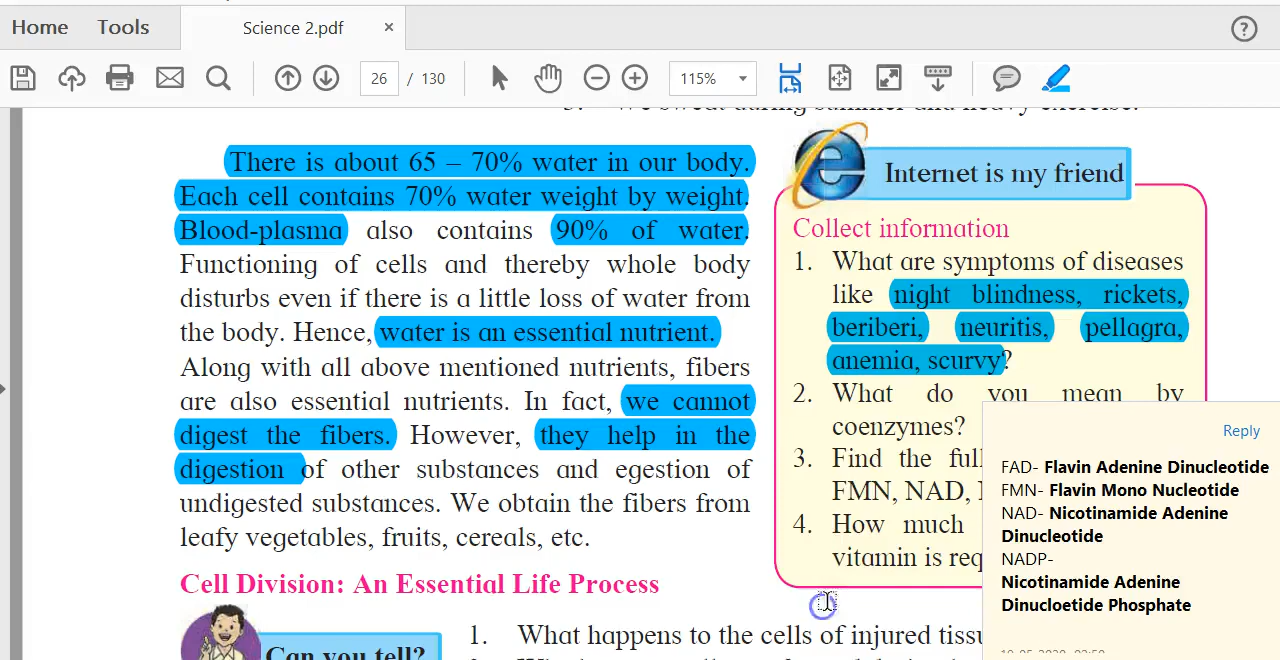 Home Tools Science 2.pdf ×
26 / 130 115%
We sweat during summer and heavy exercise.
There is about 65 – 70% water in our body.
Each cell contains 70% water weight by weight.
Blood-plasma also contains 90% of water.
Functioning of cells and thereby whole body
disturbs even if there is a little loss of water from
the body. Hence, water is an essential nutrient.
Along with all above mentioned nutrients, fibers
are also essential nutrients. In fact, we cannot
digest the fibers. However, they help in the
digestion of other substances and egestion of
undigested substances. We obtain the fibers from
leafy vegetables, fruits, cereals, etc.
Cell Division: An Essential Life Process
Can you tell?
1. What happens to the cells of injured
Internet is my friend
Collect information
1. What are symptoms of diseases
like night blindness, rickets,
beriberi, neuritis, pellagra,
anemia, scurvy?
2. What do you mean by
coenzymes?
3. Find the
FMN, NAD,
4. How much
vitamin is
Reply
FAD- Flavin Adenine Dinucleotide
FMN- Flavin Mono Nucleotide
NAD- Nicotinamide Adenine
Dinucleotide
NADP-
Nicotinamide Adenine
Dinucloetide Phosphate